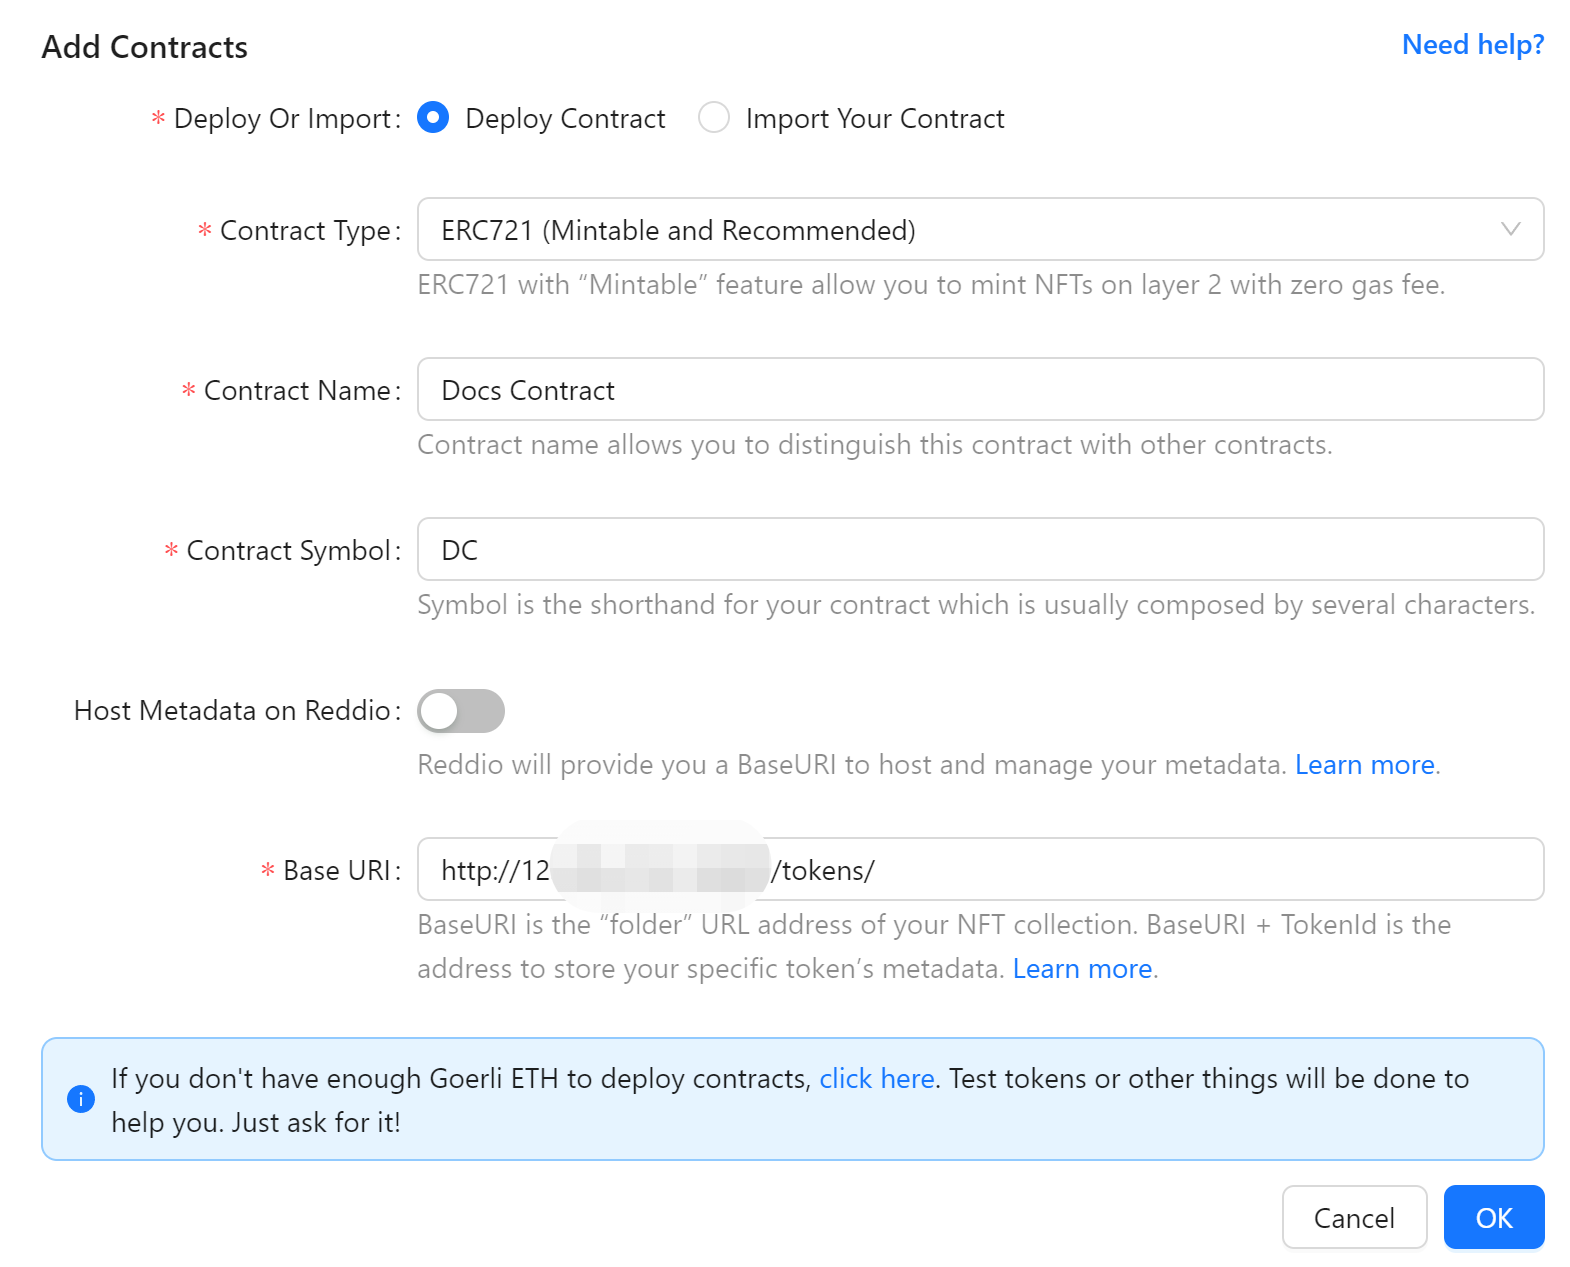 Add Contracts
Need help?
* Deploy Or Import: Deploy Contract Import Your Contract
* Contract Type: ERC721 (Mintable and Recommended)
ERC721 with “Mintable” feature allow you to mint NFTs on layer 2 with zero gas fee.
* Contract Name: Docs Contract
Contract name allows you to distinguish this contract with other contracts.
* Contract Symbol: DC
Symbol is the shorthand for your contract which is usually composed by several characters.
Host Metadata on Reddio:
Reddio will provide you a BaseURI to host and manage your metadata. Learn more.
* Base URI: http://12 /tokens/
BaseURI is the “folder” URL address of your NFT collection. BaseURI + TokenId is the
address to store your specific token’s metadata. Learn more.
If you don't have enough Goerli ETH to deploy contracts, click here. Test tokens or other things will be done to
help you. Just ask for it!
Cancel OK